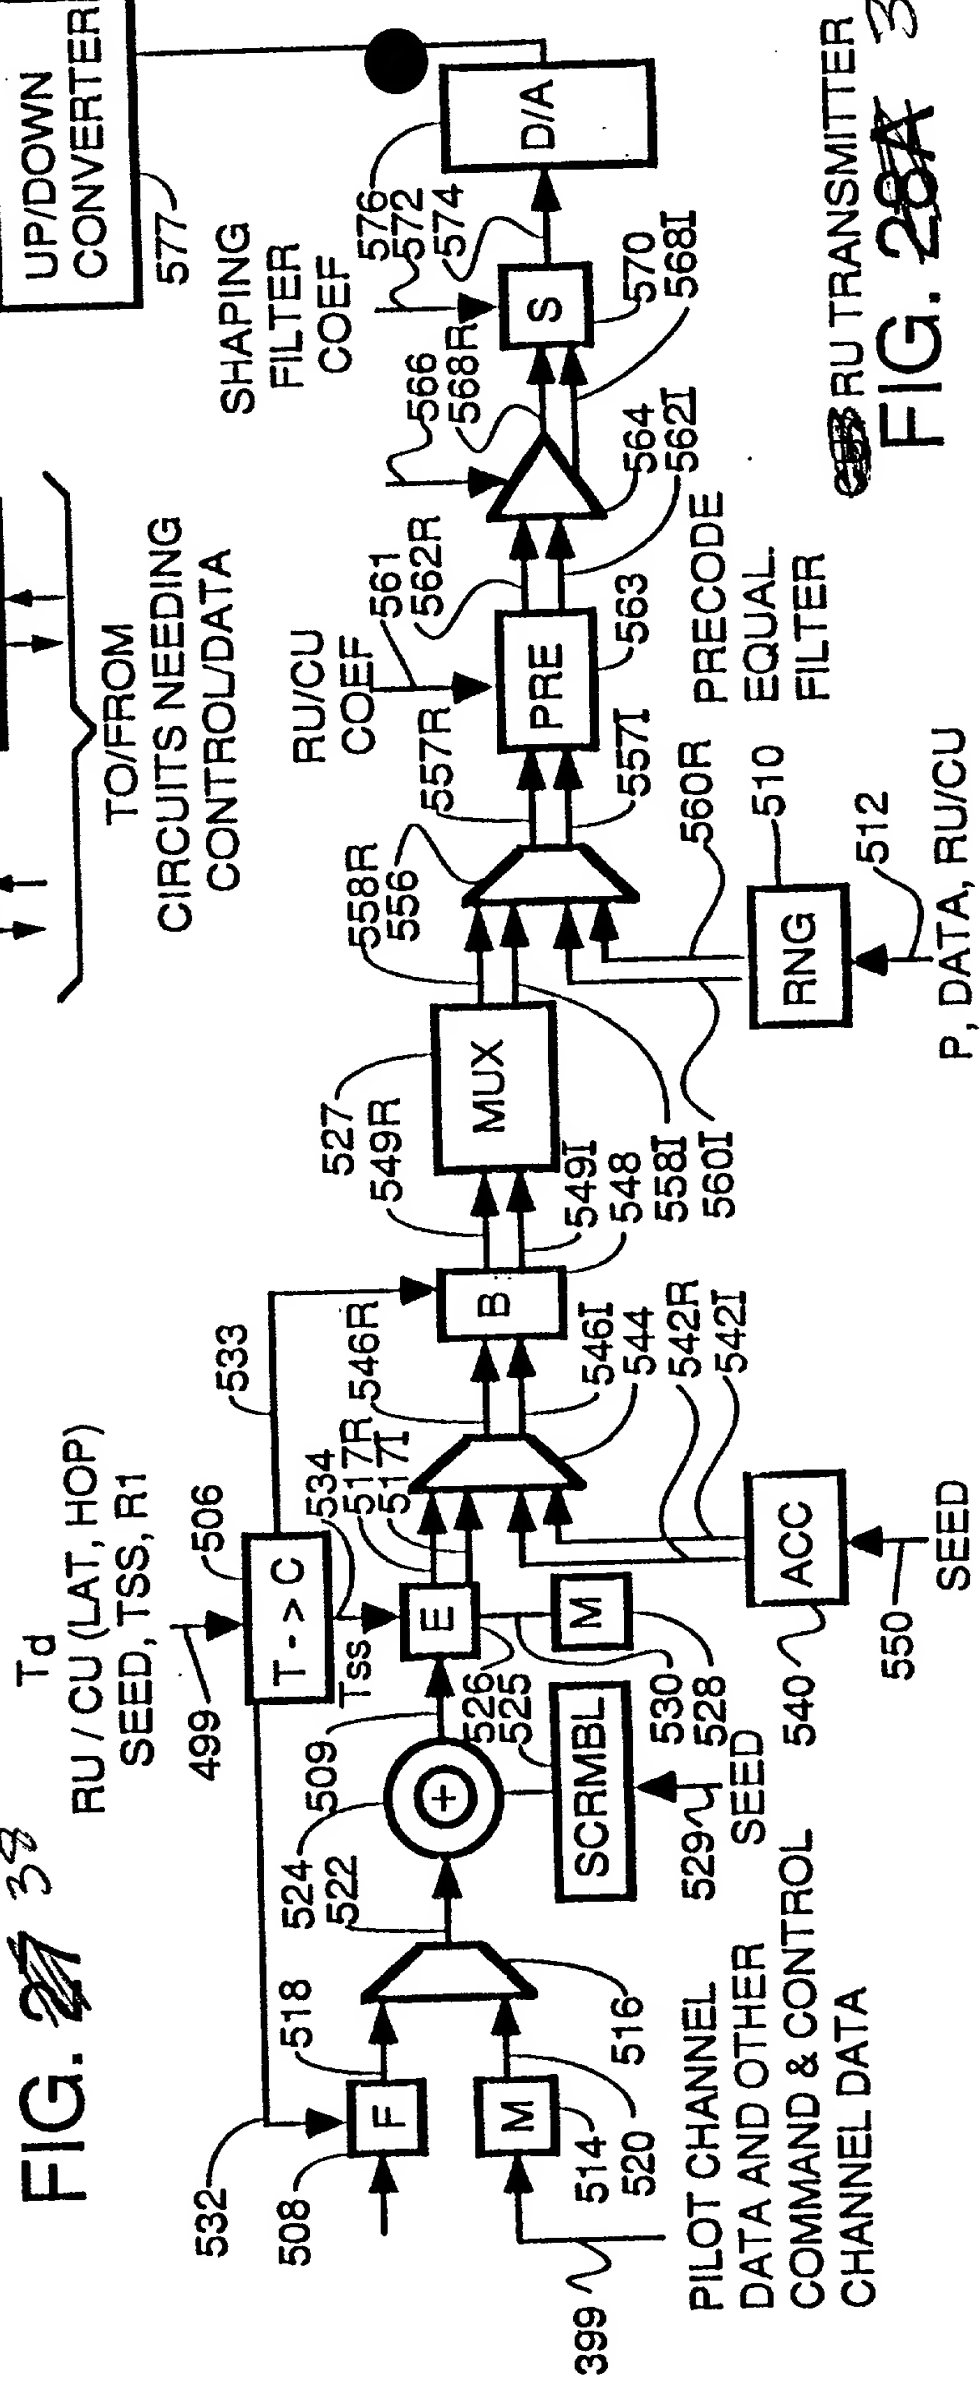 UP/DOWN
CONVERTER
577
TO/FROM
CIRCUITS NEEDING
CONTROL/DATA
FIG. 38
Td
RU / CU (LAT, HOP)
SEED, TSS, R1
499
506
T -> C
533
532
534
Tss
508
F
518
399
M
514
520
516
522
524
509
+
SCRMBL
525
529
SEED
E
526
M
528
530
517R
517I
544
546R
546I
ACC
540
550
SEED
542R
542I
B
548
549R
549I
MUX
527
558R
558I
556
557R
557I
RNG
510
512
P, DATA, RU/CU
560R
560I
RU/CU
COEF
561
PRE
563
PRECODE
EQUAL.
FILTER
562R
562I
564
566
568R
568I
SHAPING
FILTER
COEF
572
S
570
574
D/A
576
PILOT CHANNEL
DATA AND OTHER
COMMAND & CONTROL
CHANNEL DATA
RU TRANSMITTER
FIG. 28A 3